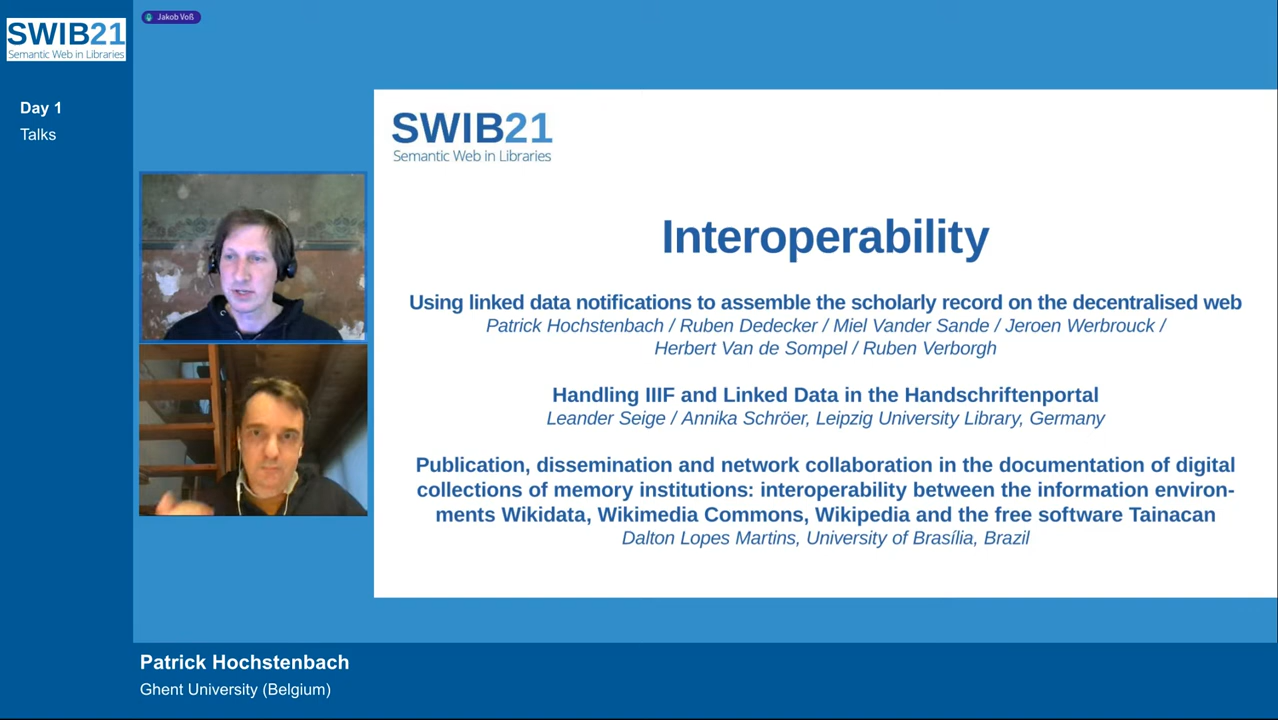 SWIB21
Semantic Web in Libraries
Jakob Voß
Day 1
Talks
SWIB21
Semantic Web in Libraries
Interoperability
Using linked data notifications to assemble the scholarly record on the decentralised web
Patrick Hochstenbach / Ruben Dedecker / Miel Vander Sande / Jeroen Werbrouck /
Herbert Van de Sompel / Ruben Verborgh
Handling IIIF and Linked Data in the Handschriftenportal
Leander Seige / Annika Schröer, Leipzig University Library, Germany
Publication, dissemination and network collaboration in the documentation of digital
collections of memory institutions: interoperability between the information environ-
ments Wikidata, Wikimedia Commons, Wikipedia and the free software Tainacan
Dalton Lopes Martins, University of Brasília, Brazil
Patrick Hochstenbach
Ghent University (Belgium)